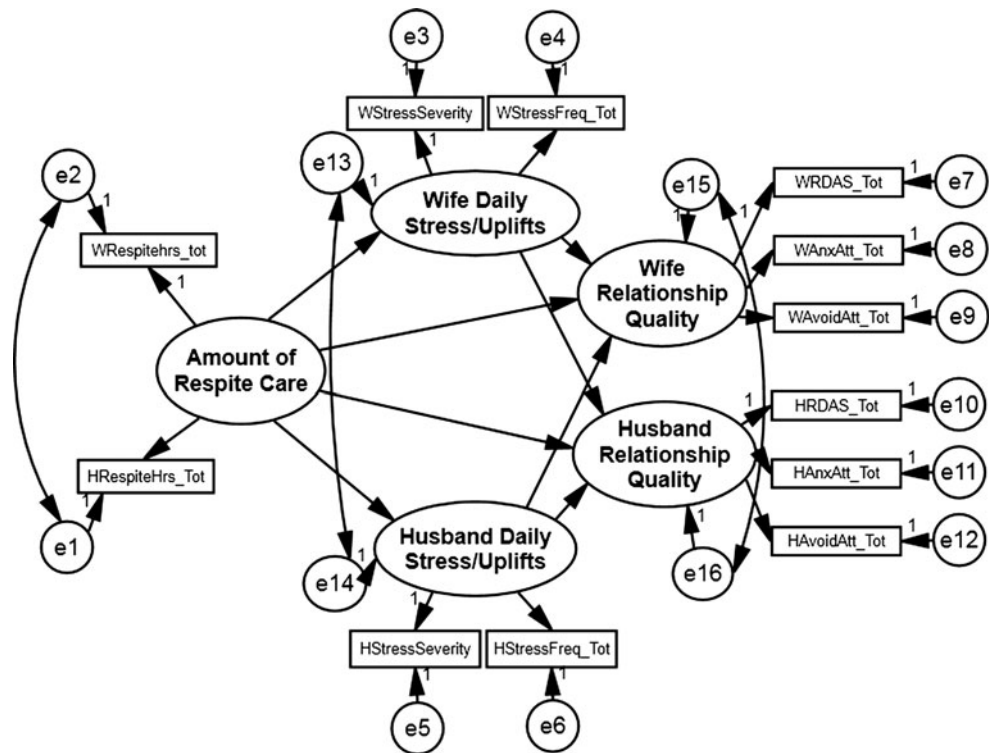 e3
e4
1
1
WStressSeverity
WStressFreq_Tot
1
e13
1
e2
1
WRespitehrs_tot
1
Wife Daily
Stress/Uplifts
e15
1
1
WRDAS_Tot
1
e7
WAnxAtt_Tot
1
e8
WAvoidAtt_Tot
1
e9
Wife
Relationship
Quality
Amount of
Respite Care
HRespiteHrs_Tot
1
e1
Husband
Relationship
Quality
1
HRDAS_Tot
1
e10
HAnxAtt_Tot
1
e11
HAvoidAtt_Tot
1
e12
1
e16
Husband Daily
Stress/Uplifts
e14
1
1
HStressSeverity
HStressFreq_Tot
1
1
e5
e6